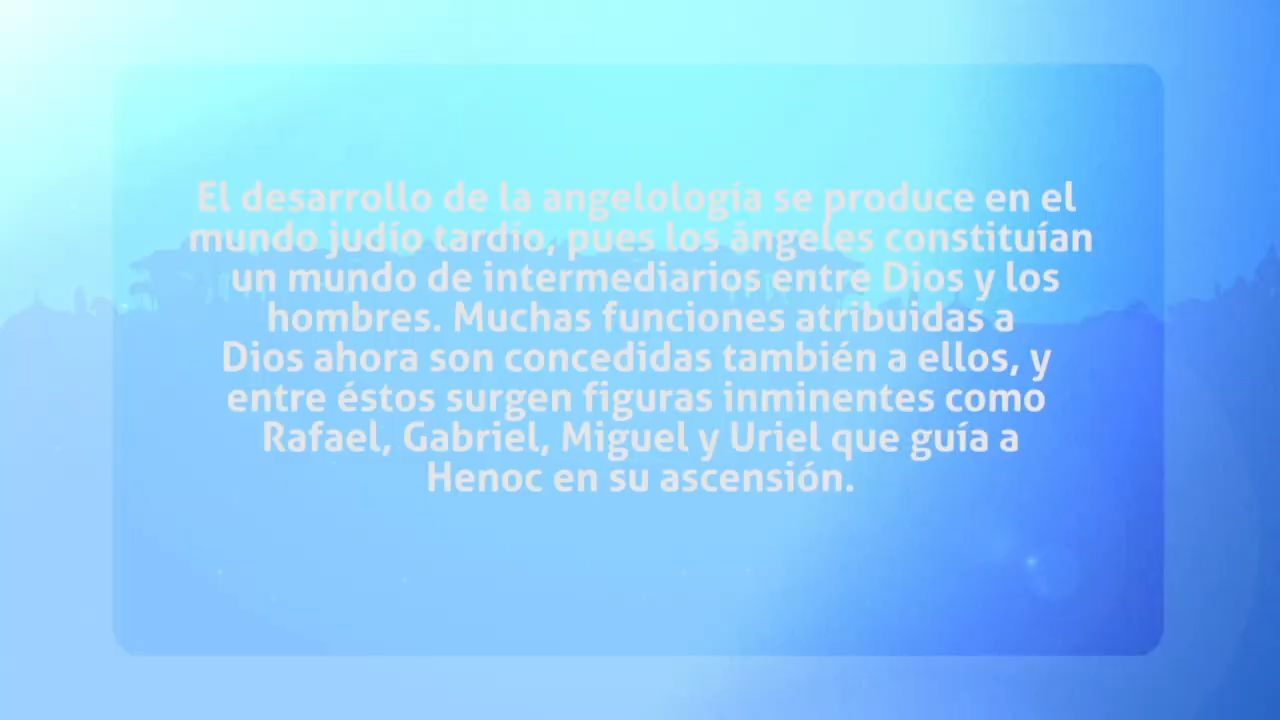 El desarrollo de la angelología se produce en el
mundo judío tardío, pues los ángeles constituían
un mundo de intermediarios entre Dios y los
hombres. Muchas funciones atribuidas a
Dios ahora son concedidas también a ellos, y
entre éstos surgen figuras inminentes como
Rafael, Gabriel, Miguel y Uriel que guía a
Henoc en su ascensión.